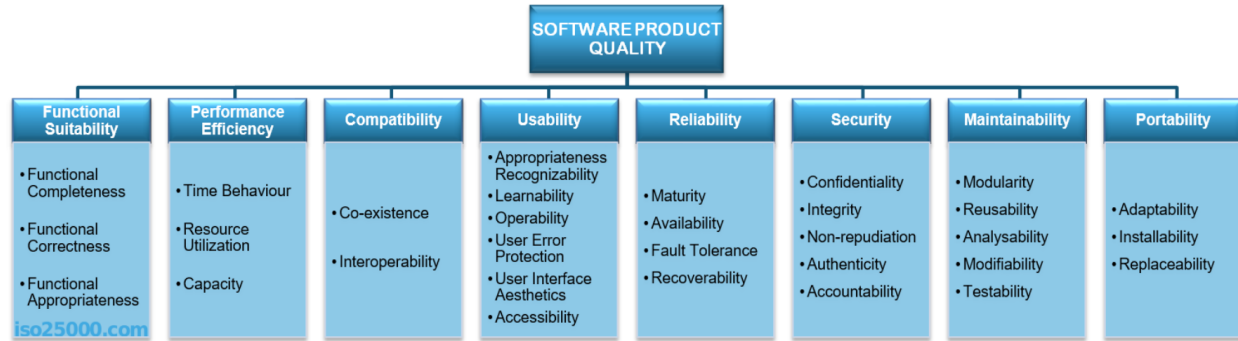 SOFTWARE PRODUCT
QUALITY
Functional
Suitability
• Functional
Completeness
• Functional
Correctness
• Functional
Appropriateness
iso25000.com
Performance
Efficiency
• Time Behaviour
• Resource
Utilization
• Capacity
Compatibility
• Co-existence
• Interoperability
Usability
• Appropriateness
Recognizability
• Learnability
• Operability
• User Error
Protection
• User Interface
Aesthetics
• Accessibility
Reliability
• Maturity
• Availability
• Fault Tolerance
• Recoverability
Security
• Confidentiality
• Integrity
• Non-repudiation
• Authenticity
• Accountability
Maintainability
• Modularity
• Reusability
• Analysability
• Modifiability
• Testability
Portability
• Adaptability
• Installability
• Replaceability